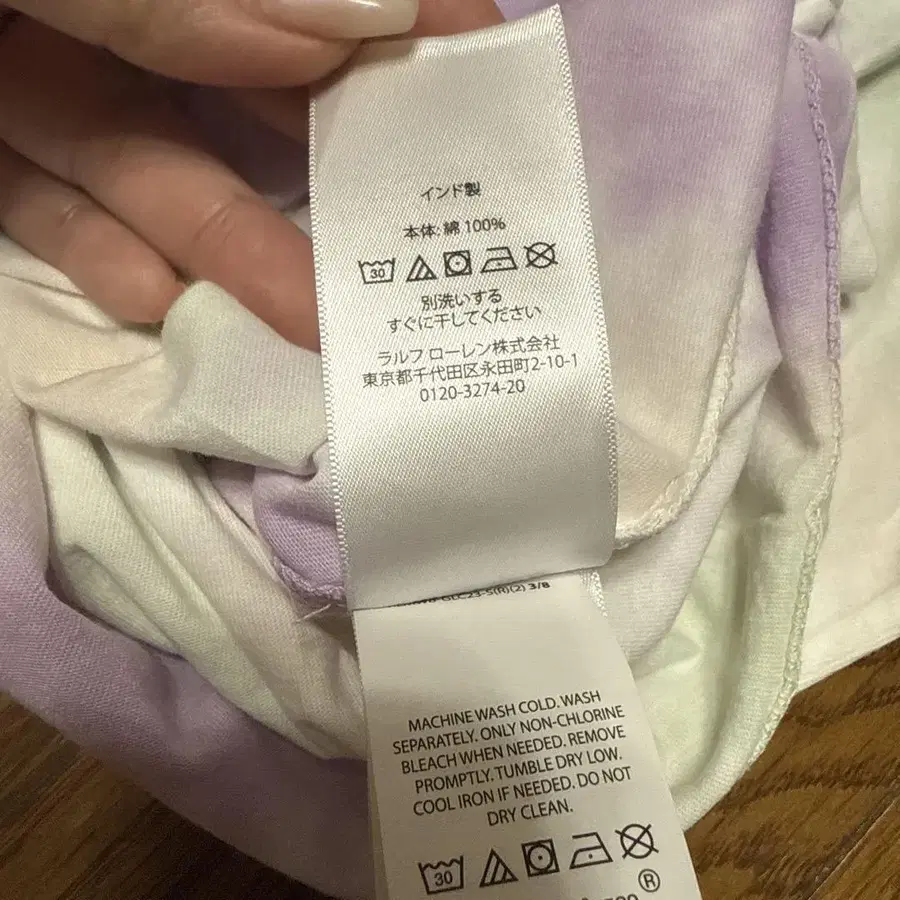 インド製
本体: 綿 100%
30
別洗いする
すぐに干してください
ラルフ ローレン株式会社
東京都千代田区永田町2-10-1
0120-3274-20
GLC23-S(R)(2) 3/8
MACHINE WASH COLD. WASH
SEPARATELY. ONLY NON-CHLORINE
BLEACH WHEN NEEDED. REMOVE
PROMPTLY. TUMBLE DRY LOW.
COOL IRON IF NEEDED. DO NOT
DRY CLEAN.
30
®